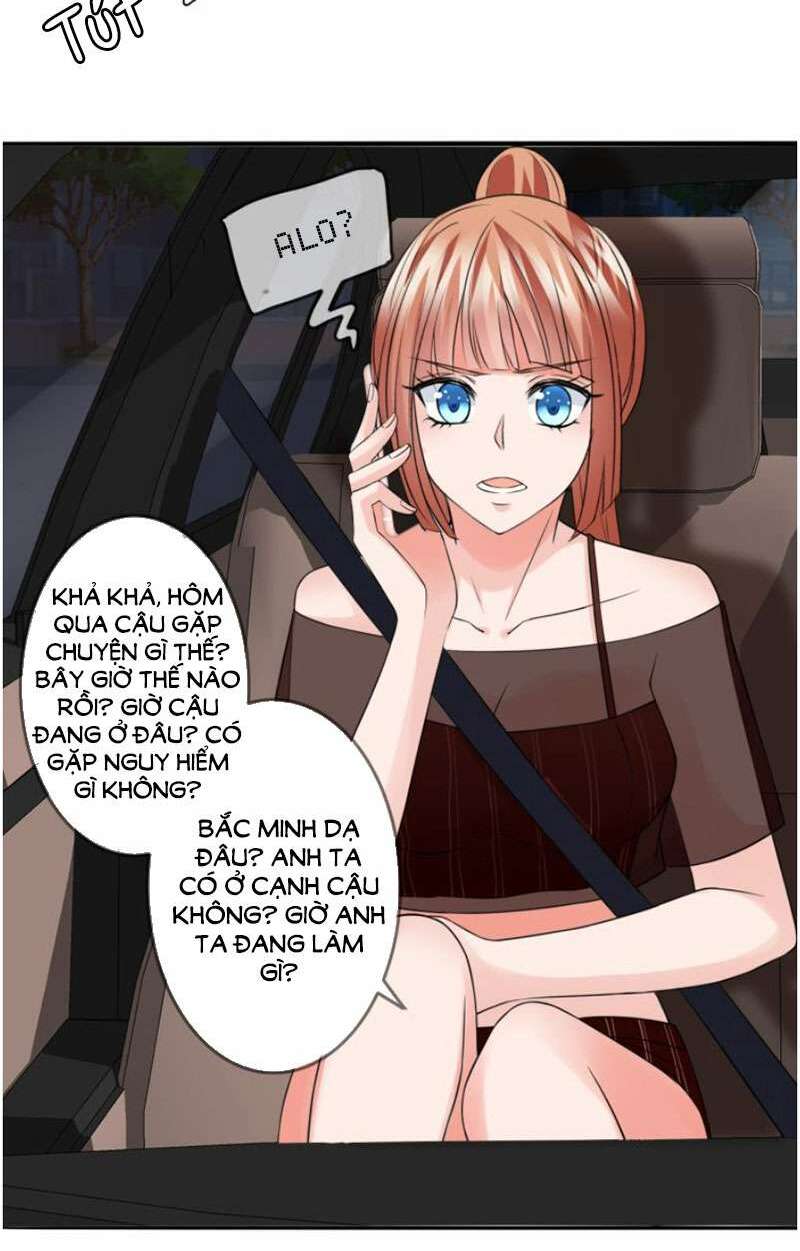 TÚT
ALO?
KHẢ KHẢ, HÔM
QUA CẬU GẶP
CHUYỆN GÌ THẾ?
BÂY GIỜ THẾ NÀO
RỒI? GIỜ CẬU
ĐANG Ở ĐÂU? CÓ
GẶP NGUY HIỂM
GÌ KHÔNG?
BẮC MINH DẠ
ĐÂU? ANH TA
CÓ Ở CẠNH CẬU
KHÔNG? GIỜ ANH
TA ĐANG LÀM
GÌ?